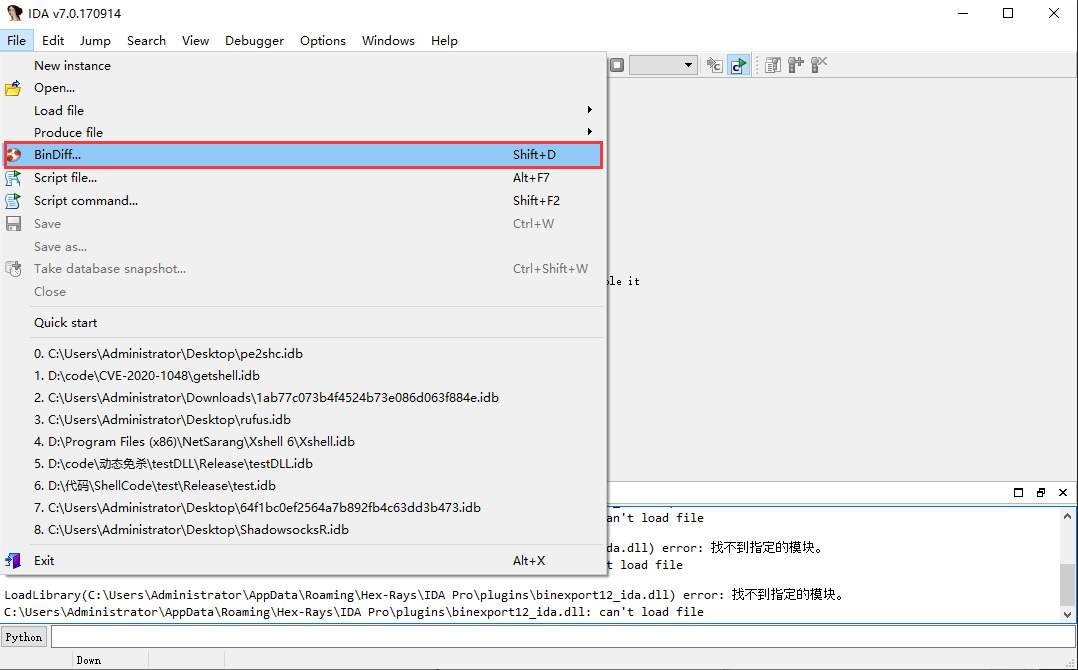 IDA v7.0.170914
File Edit Jump Search View Debugger Options Windows Help
New instance
Open...
Load file
Produce file
BinDiff... Shift+D
Script file... Alt+F7
Script command... Shift+F2
Save Ctrl+W
Save as...
Take database snapshot... Ctrl+Shift+W
Close
ble it
Quick start
0. C:\Users\Administrator\Desktop\pe2shc.idb
1. D:\code\CVE-2020-1048\getshell.idb
2. C:\Users\Administrator\Downloads\1ab77c073b4f4524b73e086d063f884e.idb
3. C:\Users\Administrator\Desktop\rufus.idb
4. D:\Program Files (x86)\NetSarang\Xshell 6\Xshell.idb
5. D:\code\动态免杀\testDLL\Release\testDLL.idb
6. D:\代码\ShellCode\test\Release\test.idb
7. C:\Users\Administrator\Desktop\64f1bc0ef2564a7b892fb4c63dd3b473.idb
8. C:\Users\Administrator\Desktop\ShadowsocksR.idb
Exit Alt+X
an't load file
da.dll) error: 找不到指定的模块。
t load file
LoadLibrary(C:\Users\Administrator\AppData\Roaming\Hex-Rays\IDA Pro\plugins\binexport12_ida.dll) error: 找不到指定的模块。
C:\Users\Administrator\AppData\Roaming\Hex-Rays\IDA Pro\plugins\binexport12_ida.dll: can't load file
Python
Down